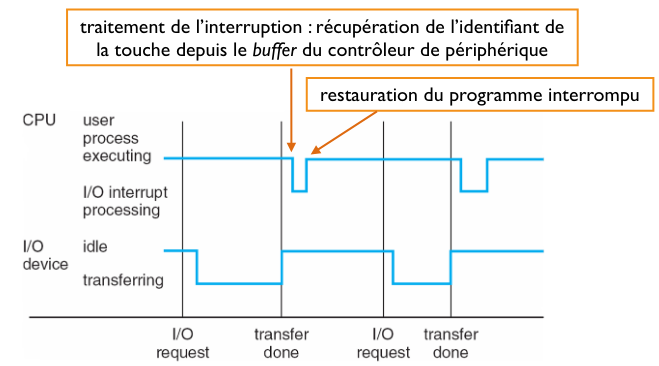 traitement de l’interruption : récupération de l’identifiant de
la touche depuis le buffer du contrôleur de périphérique
restauration du programme interrompu
CPU
user
process
executing
I/O interrupt
processing
I/O
device
idle
transferring
I/O
request
transfer
done
I/O
request
transfer
done